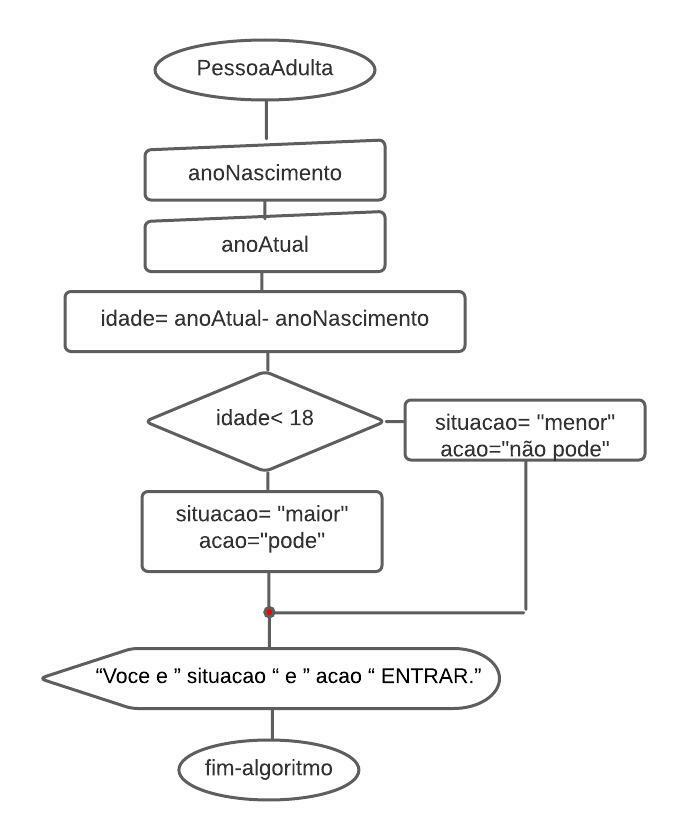 PessoaAdulta
anoNascimento
anoAtual
idade= anoAtual- anoNascimento
idade< 18
situacao= "menor"
acao="não pode"
situacao= "maior"
acao="pode"
“Voce e ” situacao “ e ” acao “ ENTRAR.”
fim-algoritmo